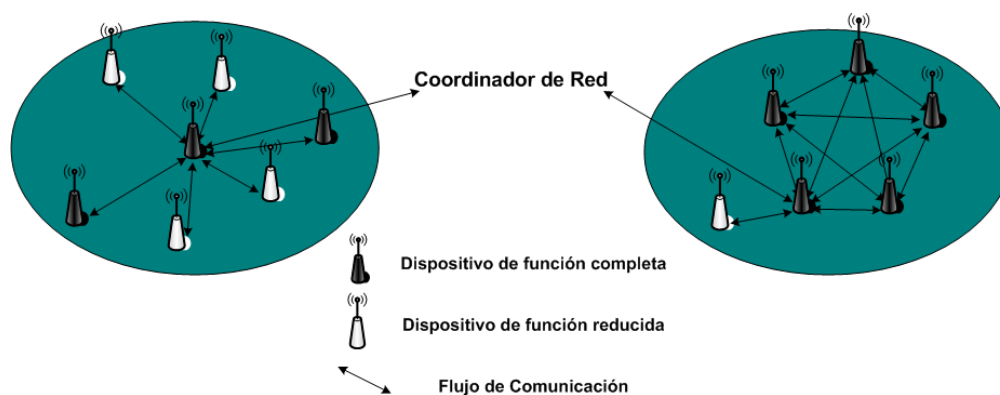 Coordinador de Red
Dispositivo de función completa
Dispositivo de función reducida
Flujo de Comunicación